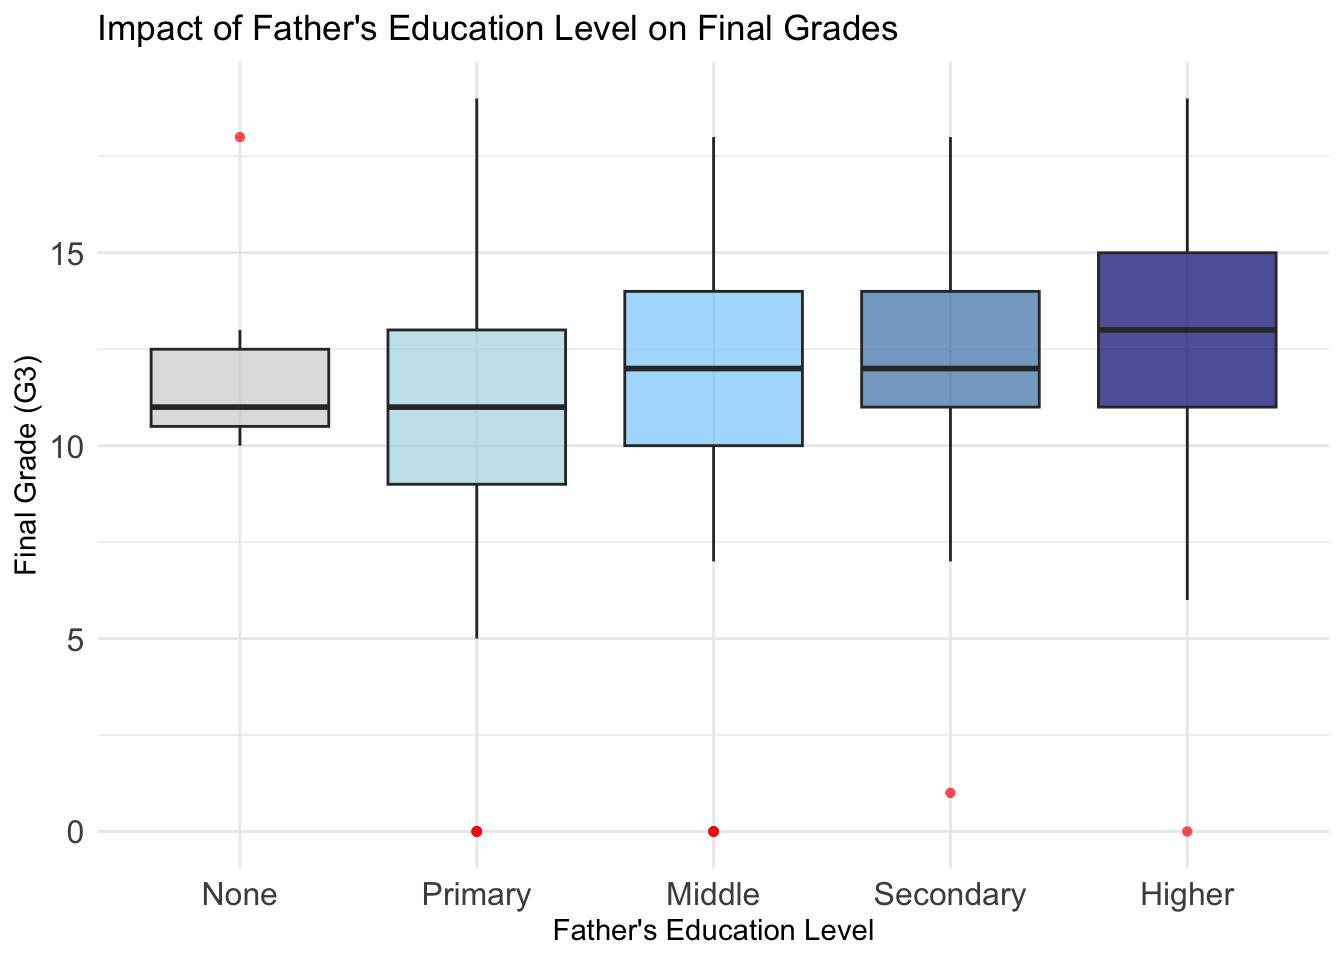 Impact of Father's Education Level on Final Grades
Final Grade (G3)
15
10
5
0
None Primary Middle Secondary Higher
Father's Education Level